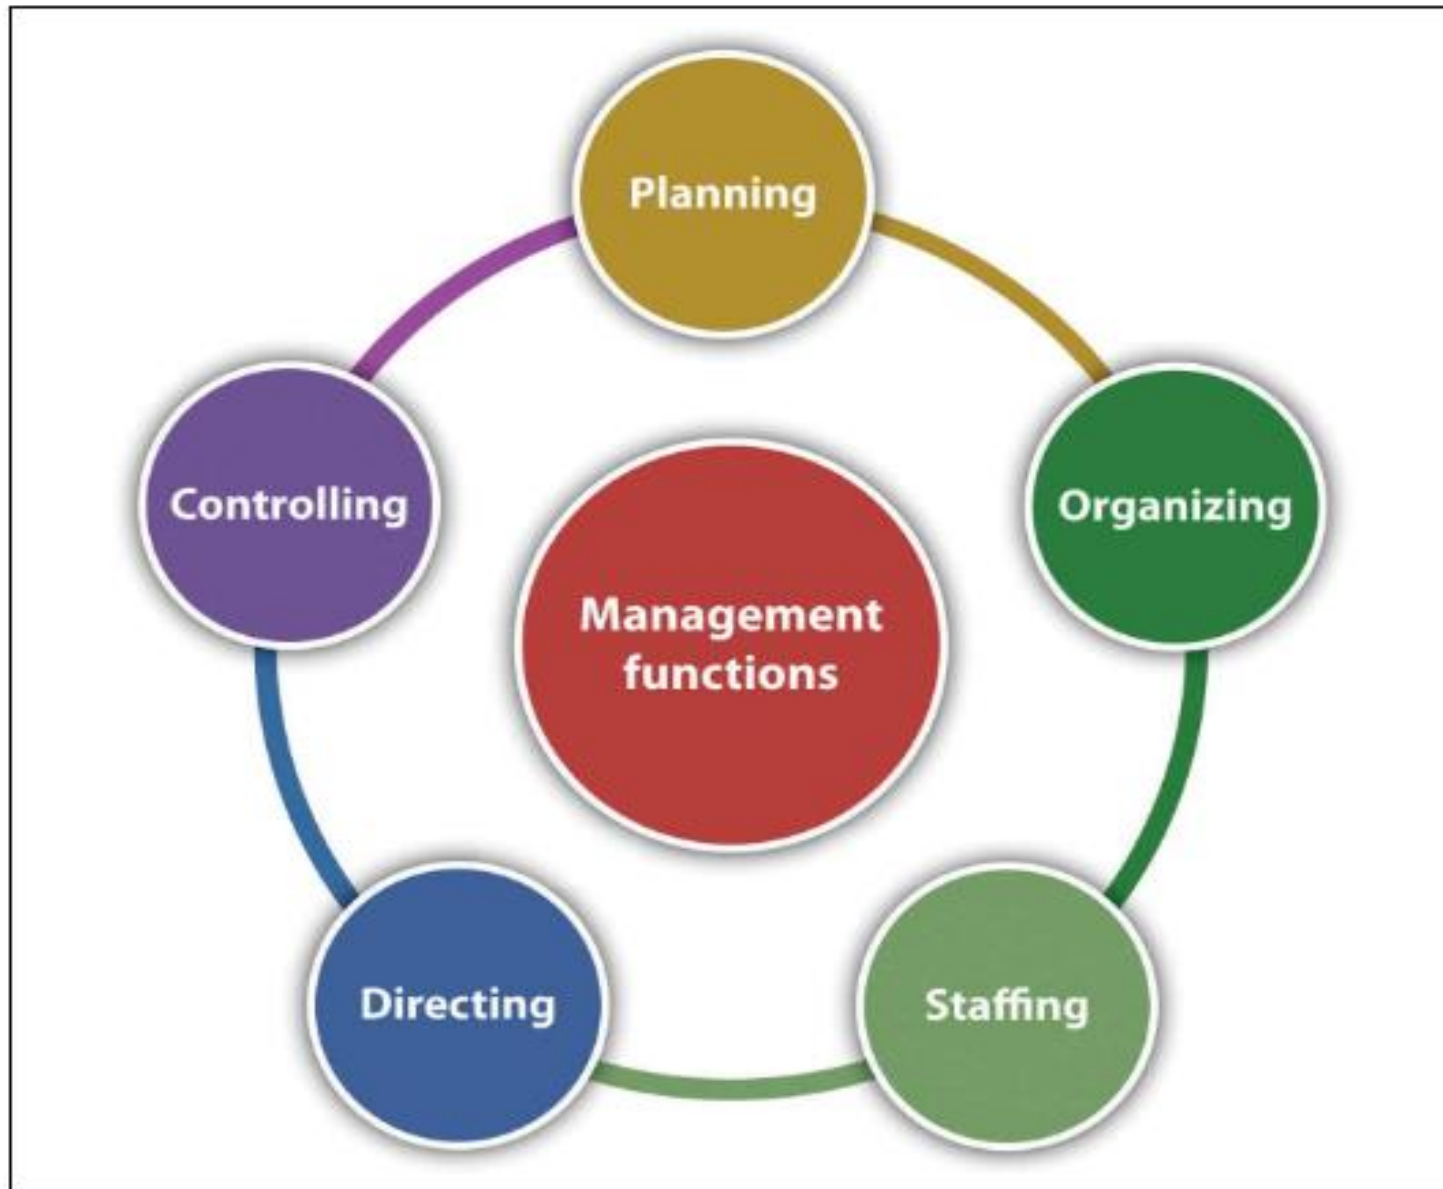 Planning
Organizing
Staffing
Directing
Controlling
Management
functions